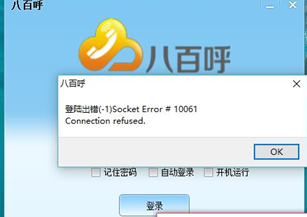 八百呼
八百呼
八百呼
登陆出错(-1)Socket Error # 10061
Connection refused.
OK
记住密码 自动登录 开机运行
登录